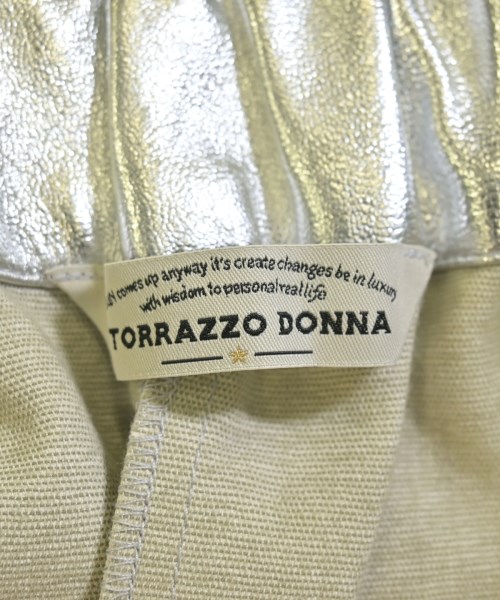 comes up anyway it's create changes be in luxury
with wisdom to personal real life
TORRAZZO DONNA